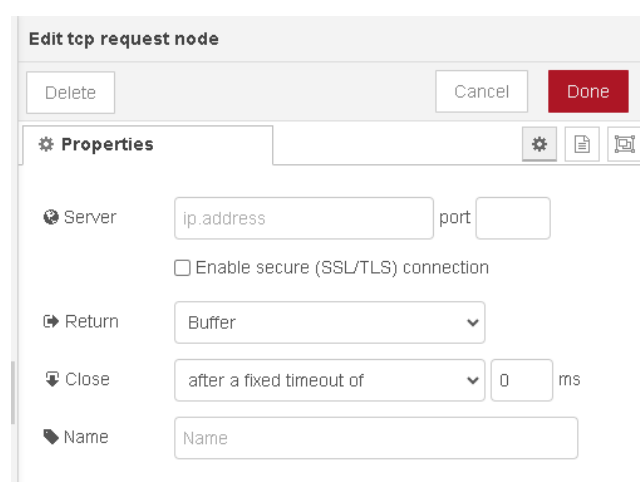 Edit tcp request node
Delete Cancel Done
Properties
Server ip.address port
Enable secure (SSL/TLS) connection
Return Buffer
Close after a fixed timeout of 0 ms
Name Name